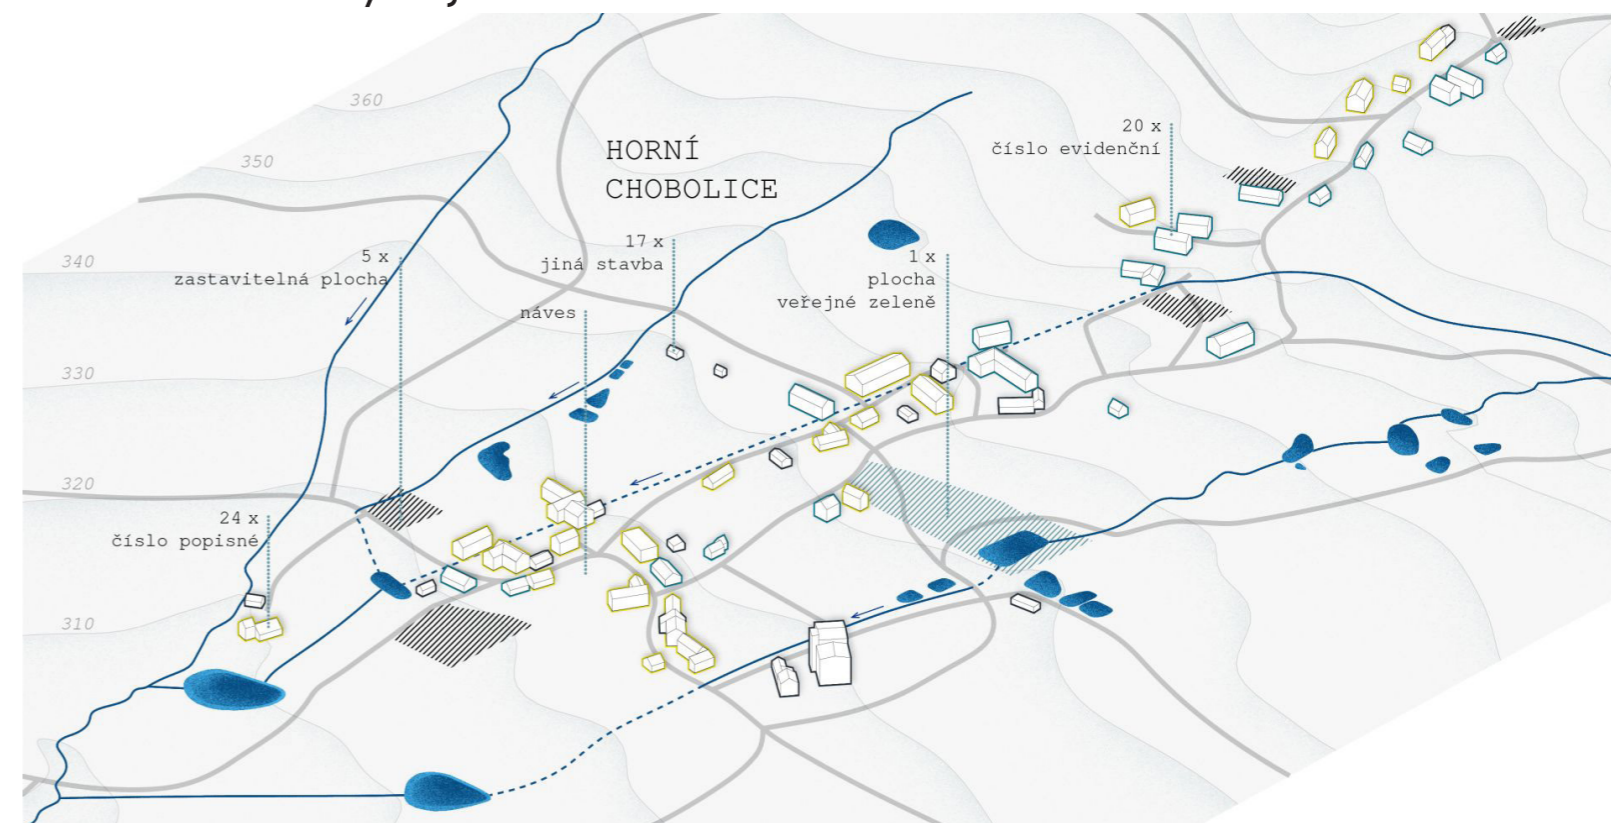 360
HORNÍ
CHOBOLICE
350
20 x
číslo evidenční
340
5 x
zastavitelná plocha
17 x
jiná stavba
1 x
plocha
veřejné zeleně
náves
330
320
24 x
číslo popisné
310